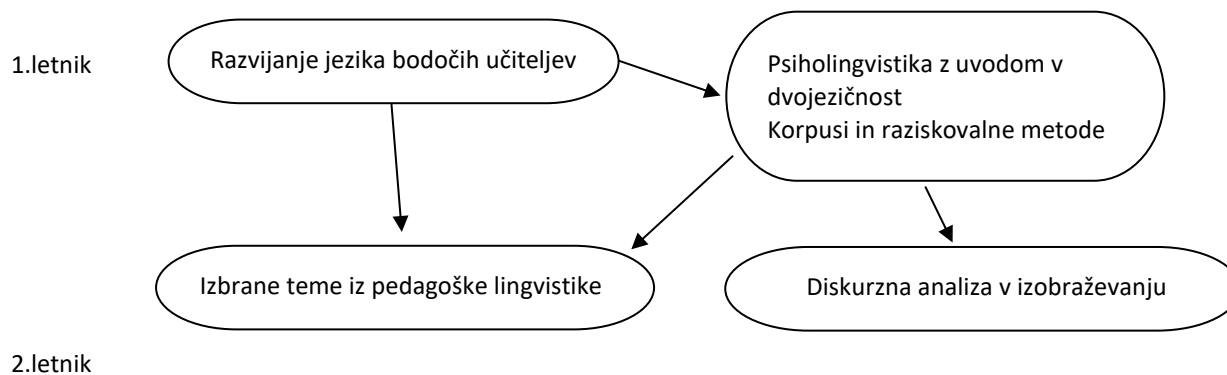 1.letnik
Razvijanje jezika bodočih učiteljev
Psiholingvistika z uvodom v
dvojezičnost
Korpusi in raziskovalne metode
Izbrane teme iz pedagoške lingvistike
Diskurzna analiza v izobraževanju
2.letnik